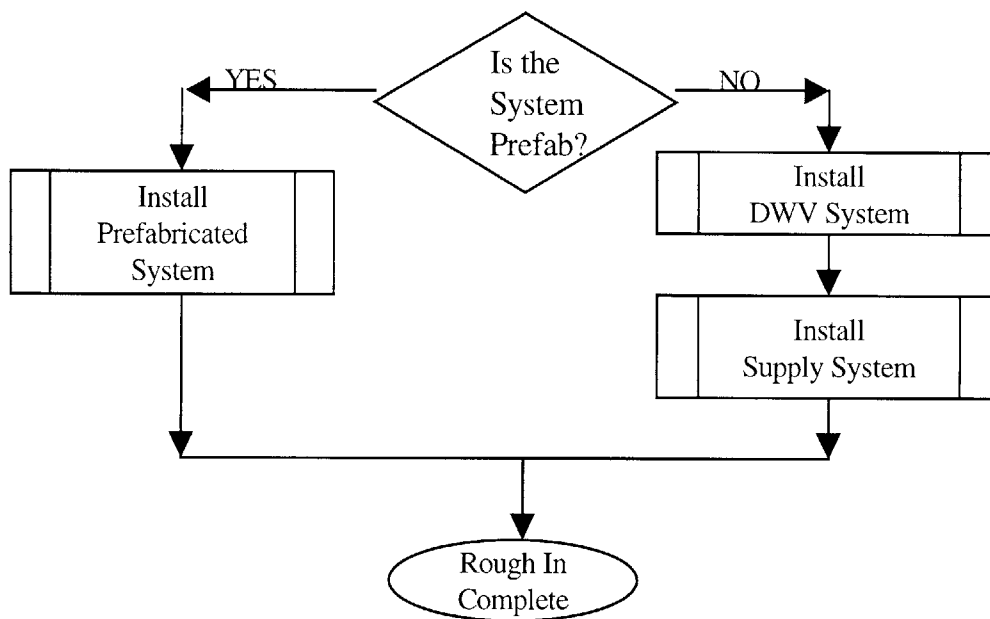 Is the
System
Prefab?
YES
NO
Install
Prefabricated
System
Install
DWV System
Install
Supply System
Rough In
Complete